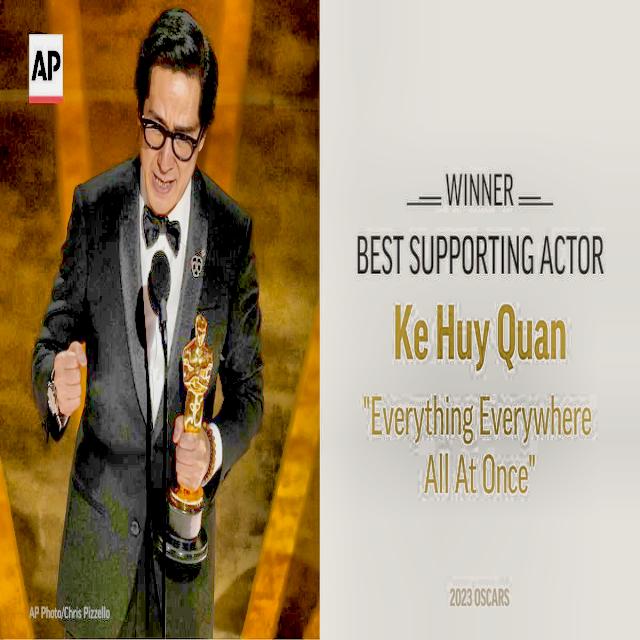 AP
AP Photo/Chris Pizzello
WINNER
BEST SUPPORTING ACTOR
Ke Huy Quan
"Everything Everywhere
All At Once"
2023 OSCARS